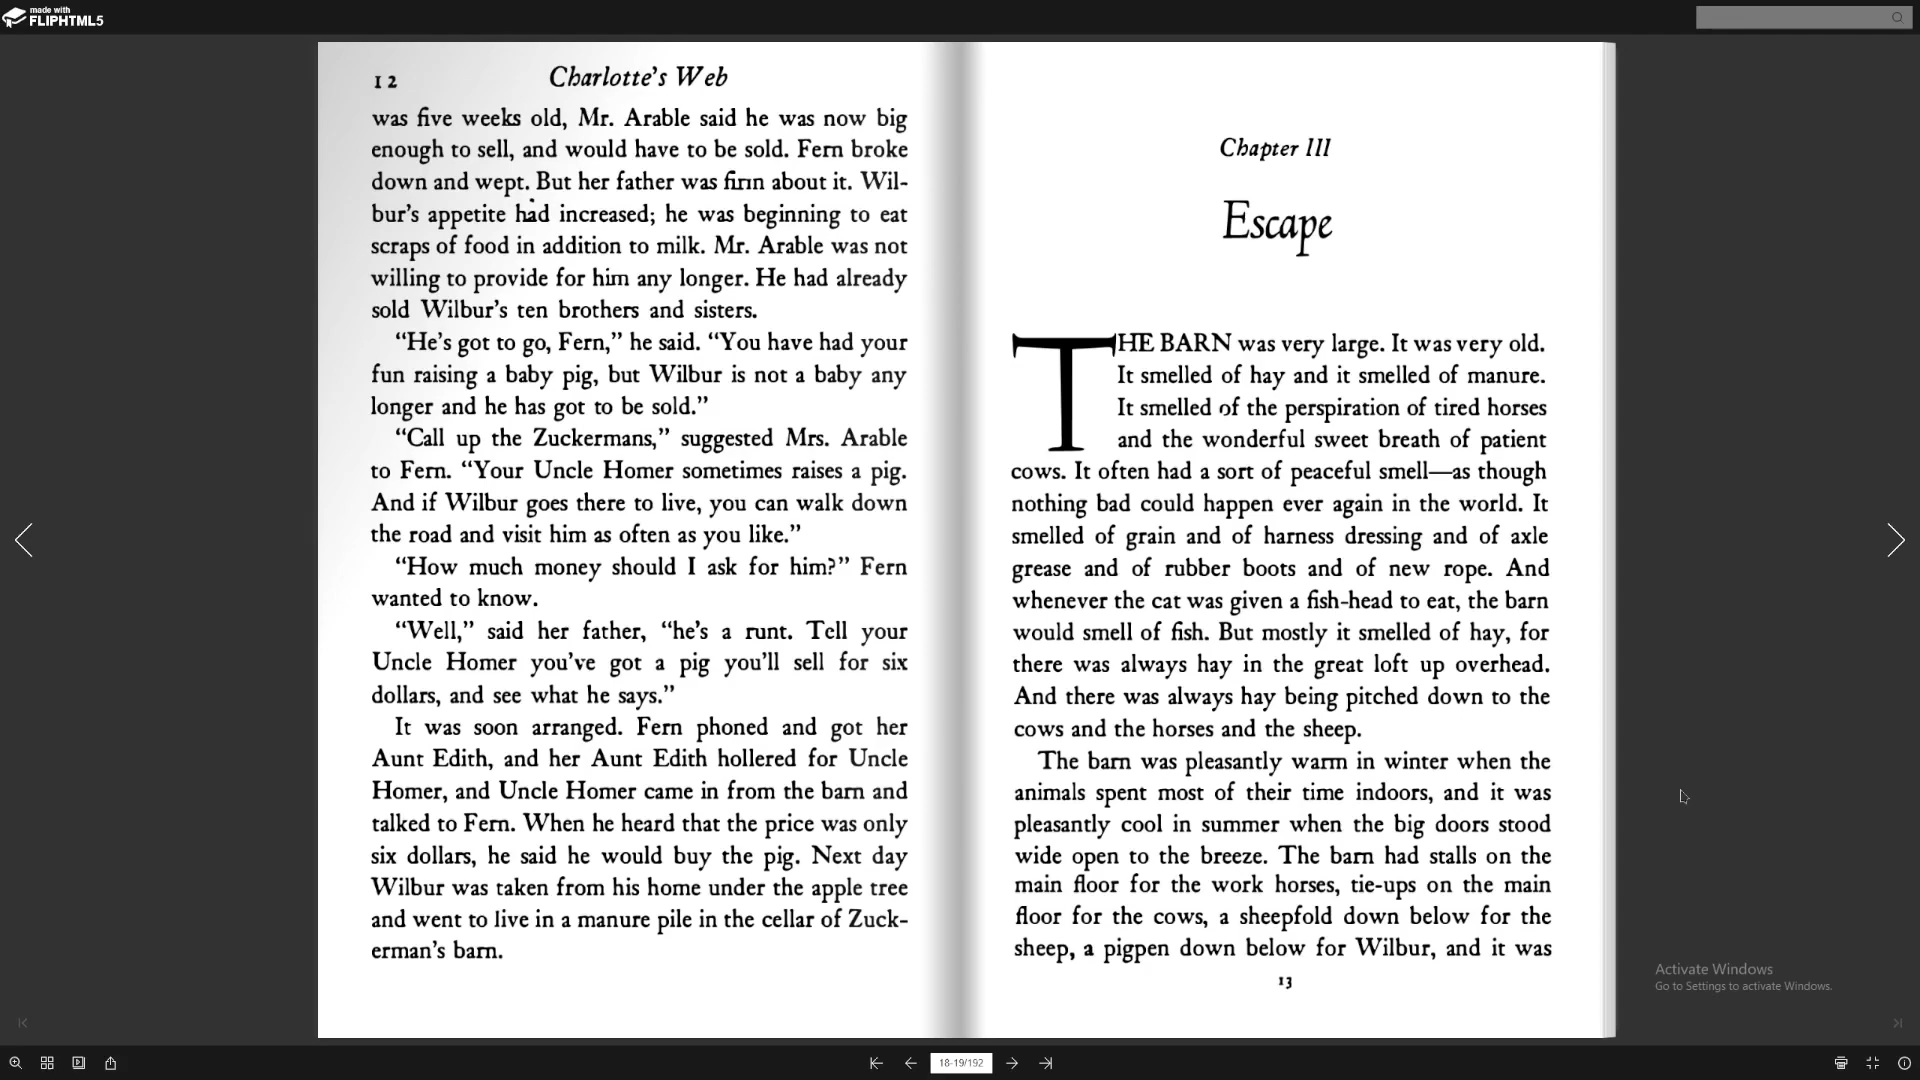 made with
FLIPHTML5
12
Charlotte's Web
was five weeks old, Mr. Arable said he was now big
enough to sell, and would have to be sold. Fern broke
down and wept. But her father was firm about it. Wil-
bur's appetite had increased; he was beginning to eat
scraps of food in addition to milk. Mr. Arable was not
willing to provide for him any longer. He had already
sold Wilbur's ten brothers and sisters.
“He's got to go, Fern,” he said. “You have had your
fun raising a baby pig, but Wilbur is not a baby any
longer and he has got to be sold.”
“Call up the Zuckermans,” suggested Mrs. Arable
to Fern. “Your Uncle Homer sometimes raises a pig.
And if Wilbur goes there to live, you can walk down
the road and visit him as often as you like.”
“How much money should I ask for him?” Fern
wanted to know.
“Well,” said her father, “he's a runt. Tell your
Uncle Homer you've got a pig you'll sell for six
dollars, and see what he says.”
It was soon arranged. Fern phoned and got her
Aunt Edith, and her Aunt Edith hollered for Uncle
Homer, and Uncle Homer came in from the barn and
talked to Fern. When he heard that the price was only
six dollars, he said he would buy the pig. Next day
Wilbur was taken from his home under the apple tree
and went to live in a manure pile in the cellar of Zuck-
erman's barn.
Chapter III
Escape
THE BARN was very large. It was very old.
It smelled of hay and it smelled of manure.
It smelled of the perspiration of tired horses
and the wonderful sweet breath of patient
cows. It often had a sort of peaceful smell—as though
nothing bad could happen ever again in the world. It
smelled of grain and of harness dressing and of axle
grease and of rubber boots and of new rope. And
whenever the cat was given a fish-head to eat, the barn
would smell of fish. But mostly it smelled of hay, for
there was always hay in the great loft up overhead.
And there was always hay being pitched down to the
cows and the horses and the sheep.
The barn was pleasantly warm in winter when the
animals spent most of their time indoors, and it was
pleasantly cool in summer when the big doors stood
wide open to the breeze. The barn had stalls on the
main floor for the work horses, tie-ups on the main
floor for the cows, a sheepfold down below for the
sheep, a pigpen down below for Wilbur, and it was
13
Activate Windows
Go to Settings to activate Windows.
18-19/192